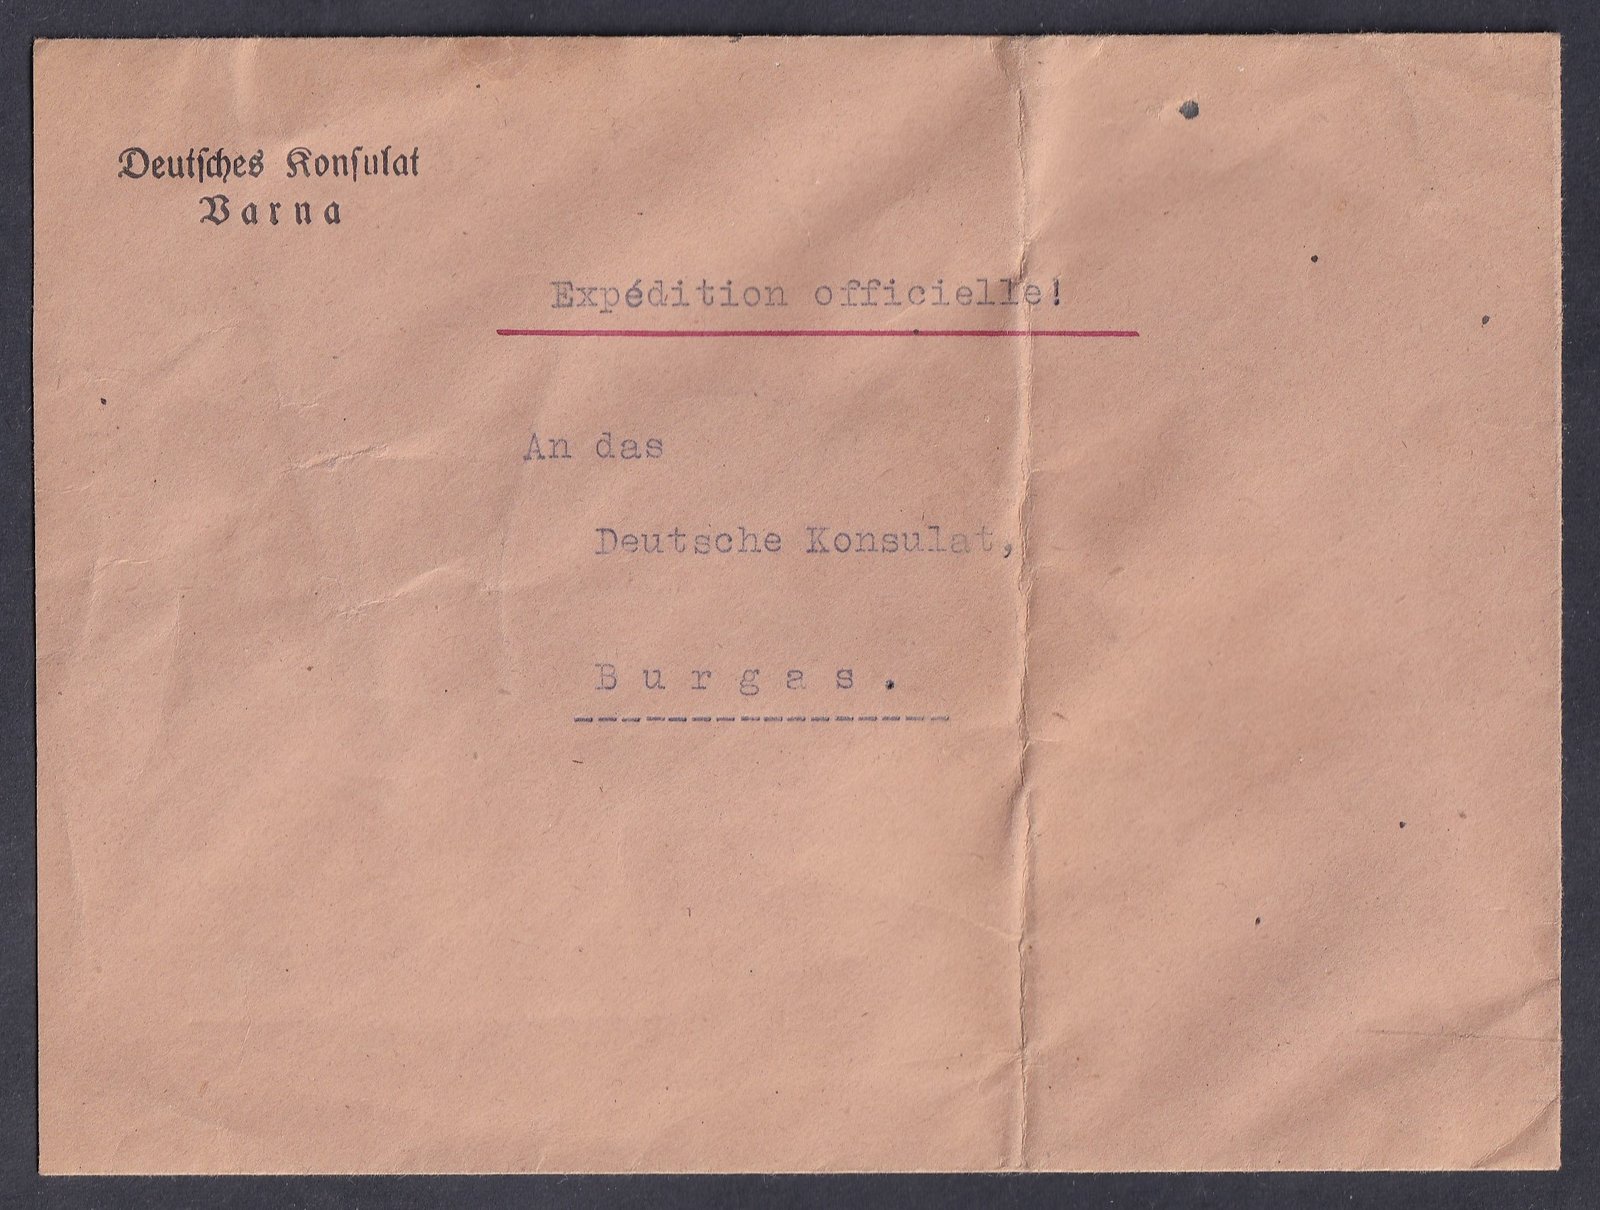 Deutſches Konſulat
Varna
Expédition officielle!
An das
Deutsche Konsulat,
Burgas.